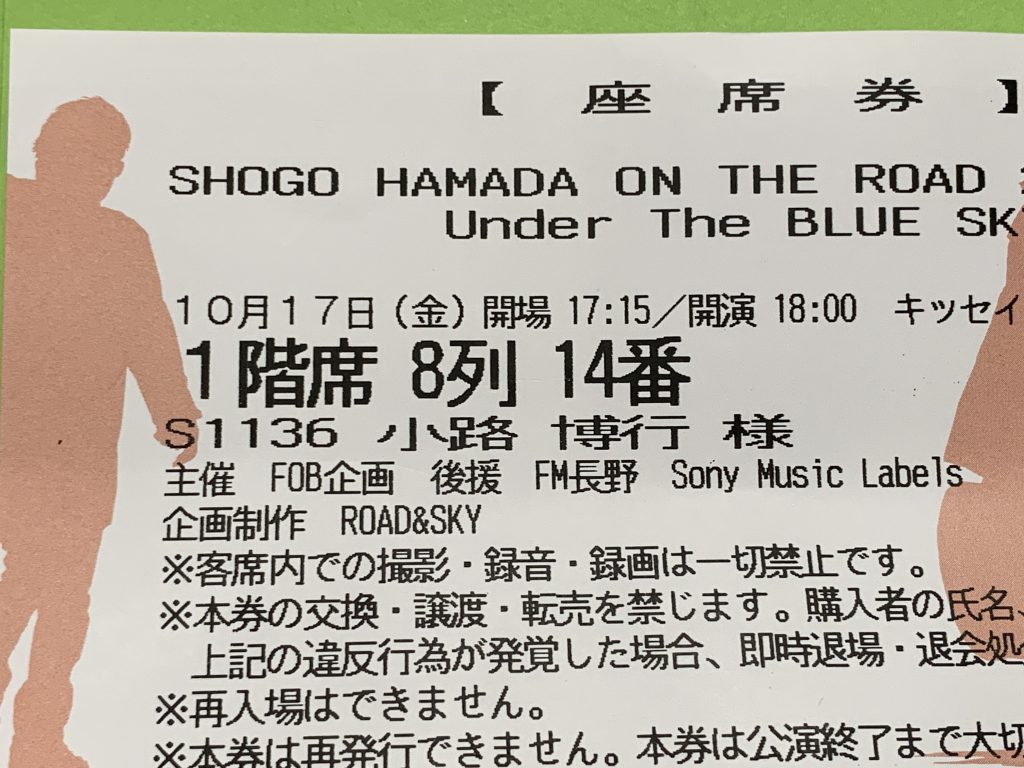 【 座 席 券 】
SHOGO HAMADA ON THE ROAD
Under The BLUE SK
10月17日(金)開場 17:15/開演 18:00 キッセイ
1階席 8列 14番
S1136 小路 博行 様
主催 FOB企画 後援 FM長野 Sony Music Labels
企画制作 ROAD&SKY
※客席内での撮影・録音・録画は一切禁止です。
※本券の交換・譲渡・転売を禁じます。購入者の氏名、
上記の違反行為が発覚した場合、即時退場・退会処
※再入場はできません。
※本券は再発行できません。本券は公演終了まで大切